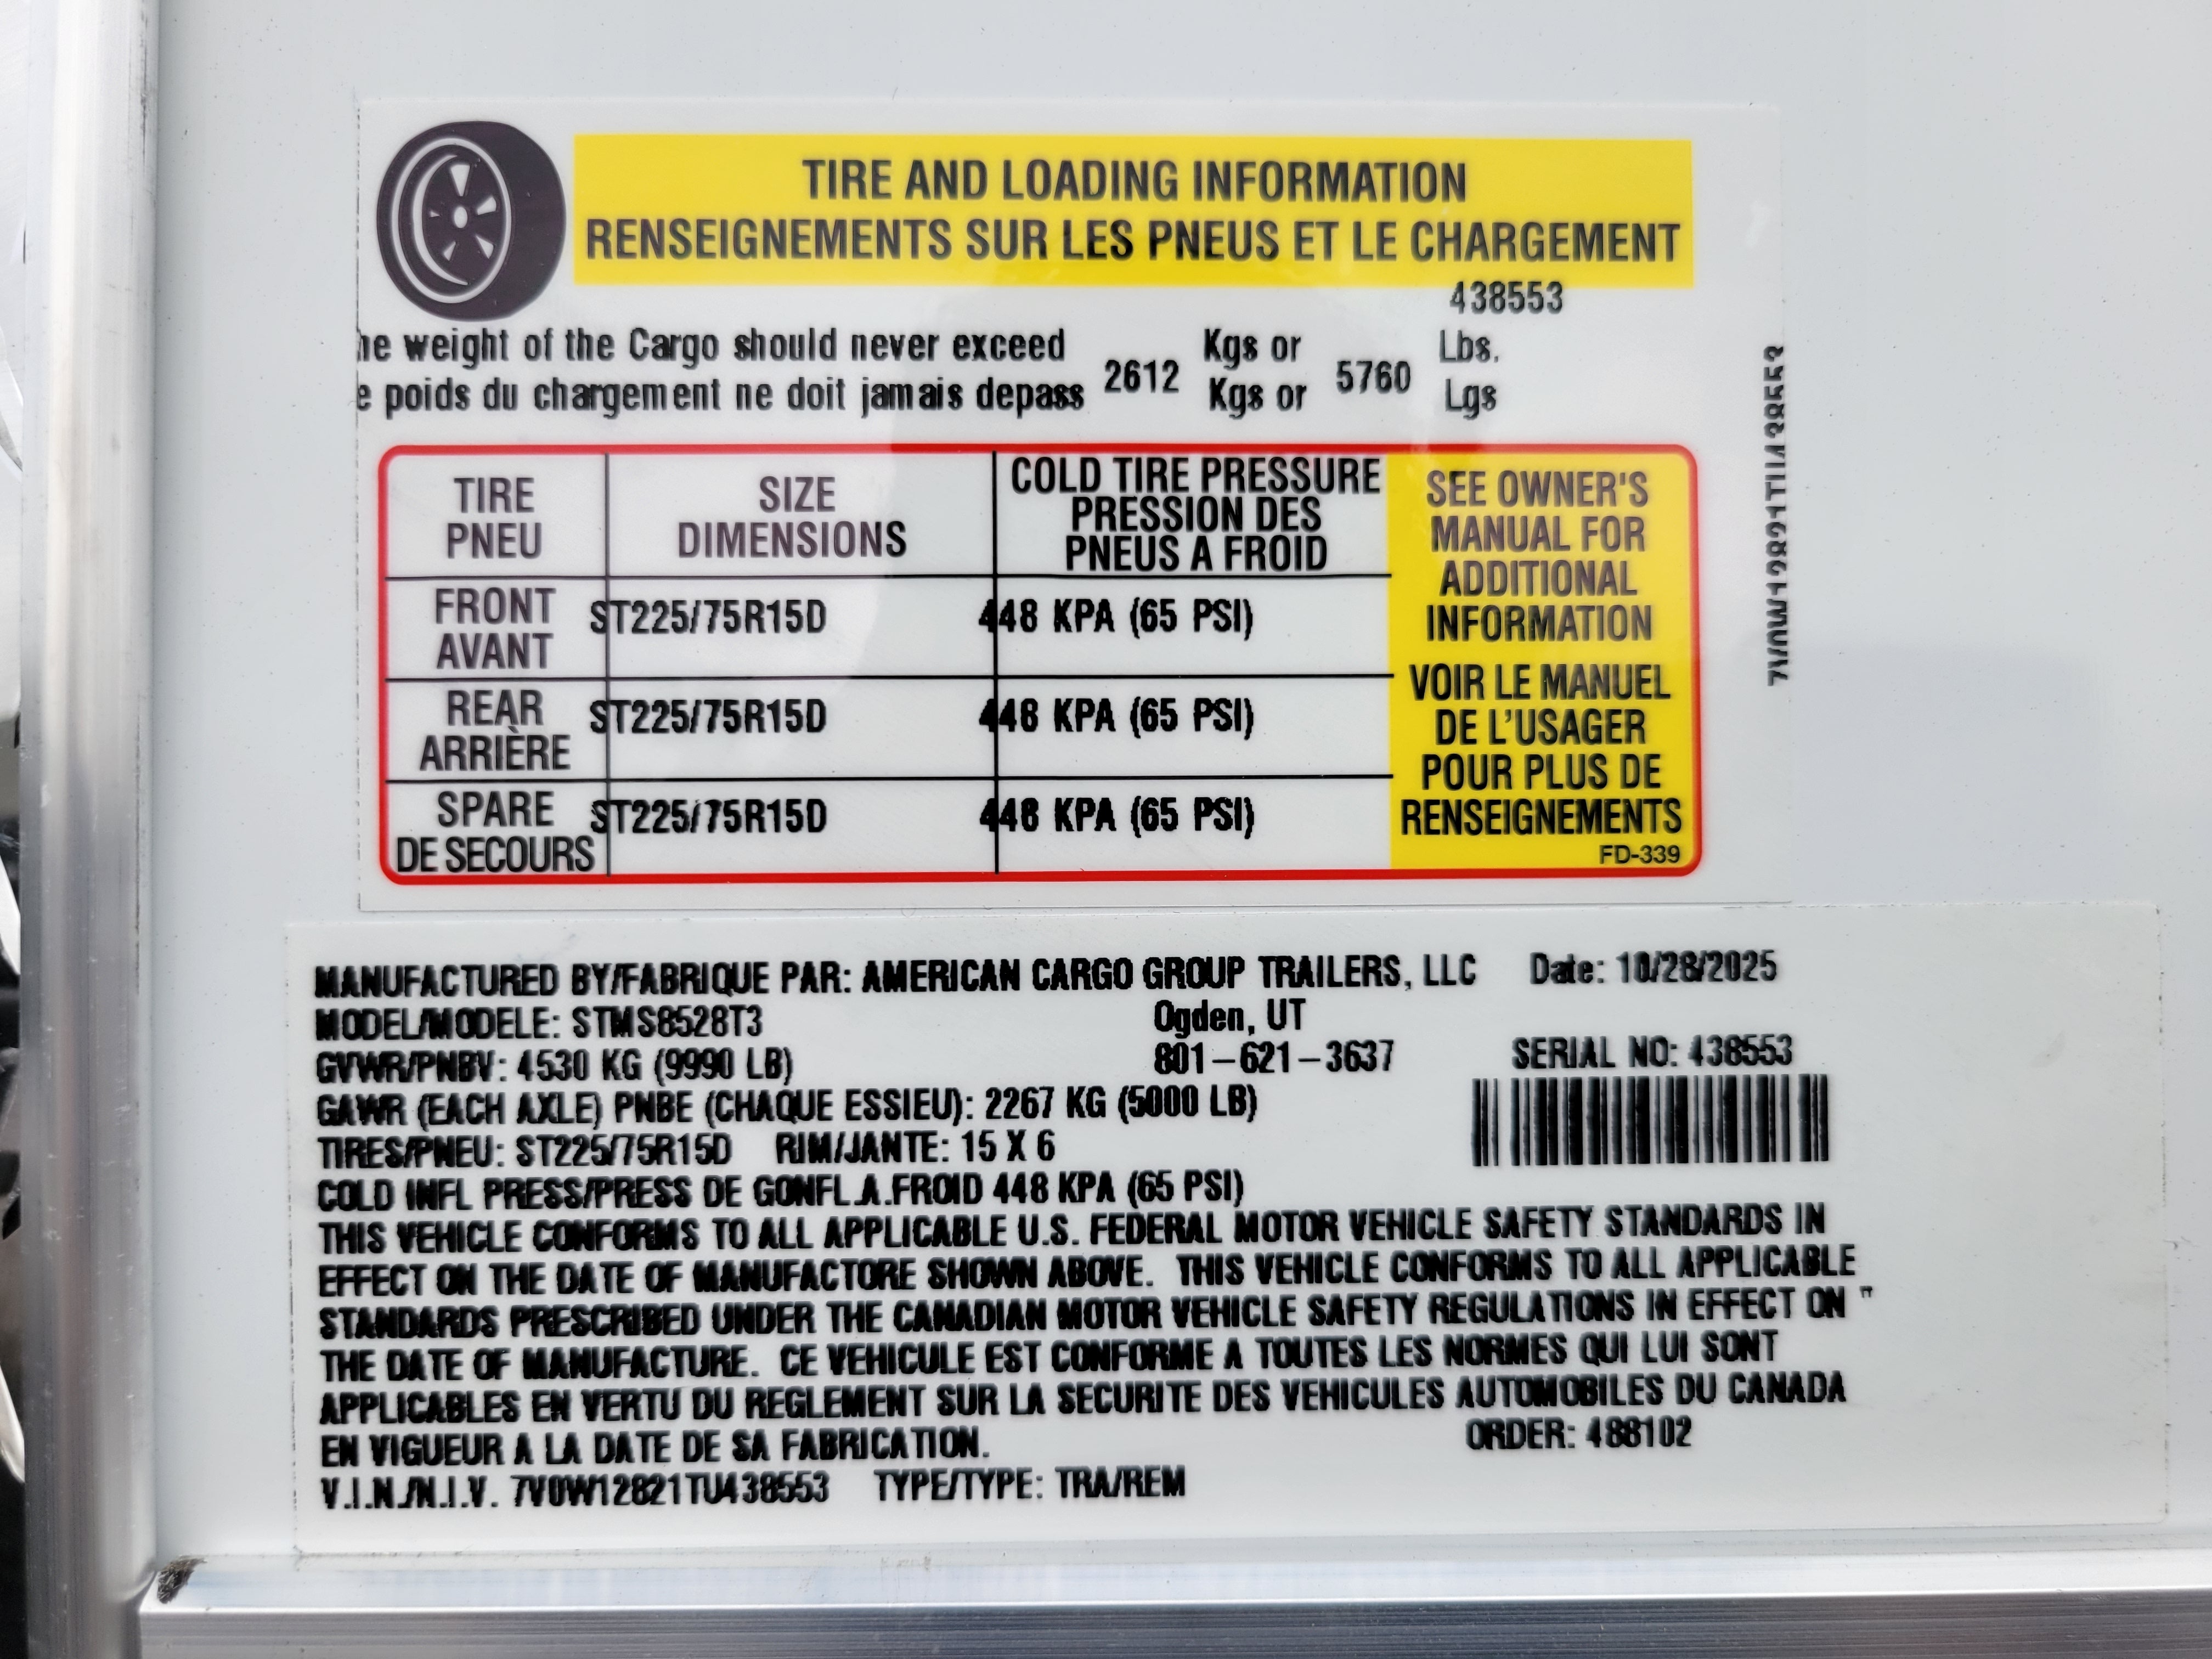 TIRE AND LOADING INFORMATION
RENSEIGNEMENTS SUR LES PNEUS ET LE CHARGEMENT
438553
he weight of the Cargo should never exceed 2612 Kgs or 5760 Lbs.
e poids du chargement ne doit jamais depass Kgs or Lgs
TIRE
PNEU
SIZE
DIMENSIONS
COLD TIRE PRESSURE
PRESSION DES
PNEUS A FROID
FRONT
AVANT
ST225/75R15D
448 KPA (65 PSI)
REAR
ARRIÈRE
ST225/75R15D
448 KPA (65 PSI)
SPARE
DE SECOURS
ST225/75R15D
448 KPA (65 PSI)
SEE OWNER'S
MANUAL FOR
ADDITIONAL
INFORMATION
VOIR LE MANUEL
DE L'USAGER
POUR PLUS DE
RENSEIGNEMENTS
FD-339
MANUFACTURED BY/FABRIQUE PAR: AMERICAN CARGO GROUP TRAILERS, LLC Date: 10/28/2025
MODEL/MODELE: STMS8528T3 Ogden, UT
GVWR/PNBV: 4530 KG (9990 LB) 801-621-3637 SERIAL NO: 438553
GAWR (EACH AXLE) PNBE (CHAQUE ESSIEU): 2267 KG (5000 LB)
TIRES/PNEU: ST225/75R15D RIM/JANTE: 15 X 6
COLD INFL PRESS/PRESS DE GONFL.A.FROID 448 KPA (65 PSI)
THIS VEHICLE CONFORMS TO ALL APPLICABLE U.S. FEDERAL MOTOR VEHICLE SAFETY STANDARDS IN
EFFECT ON THE DATE OF MANUFACTORE SHOWN ABOVE. THIS VEHICLE CONFORMS TO ALL APPLICABLE
STANDARDS PRESCRIBED UNDER THE CANADIAN MOTOR VEHICLE SAFETY REGULATIONS IN EFFECT ON "
THE DATE OF MANUFACTURE. CE VEHICULE EST CONFORME A TOUTES LES NORMES QUI LUI SONT
APPLICABLES EN VERTU DU REGLEMENT SUR LA SECURITE DES VEHICULES AUTOMOBILES DU CANADA
EN VIGUEUR A LA DATE DE SA FABRICATION. ORDER: 488102
V.I.N./N.I.V. 7V0W12821TU438553 TYPE/TYPE: TRA/REM